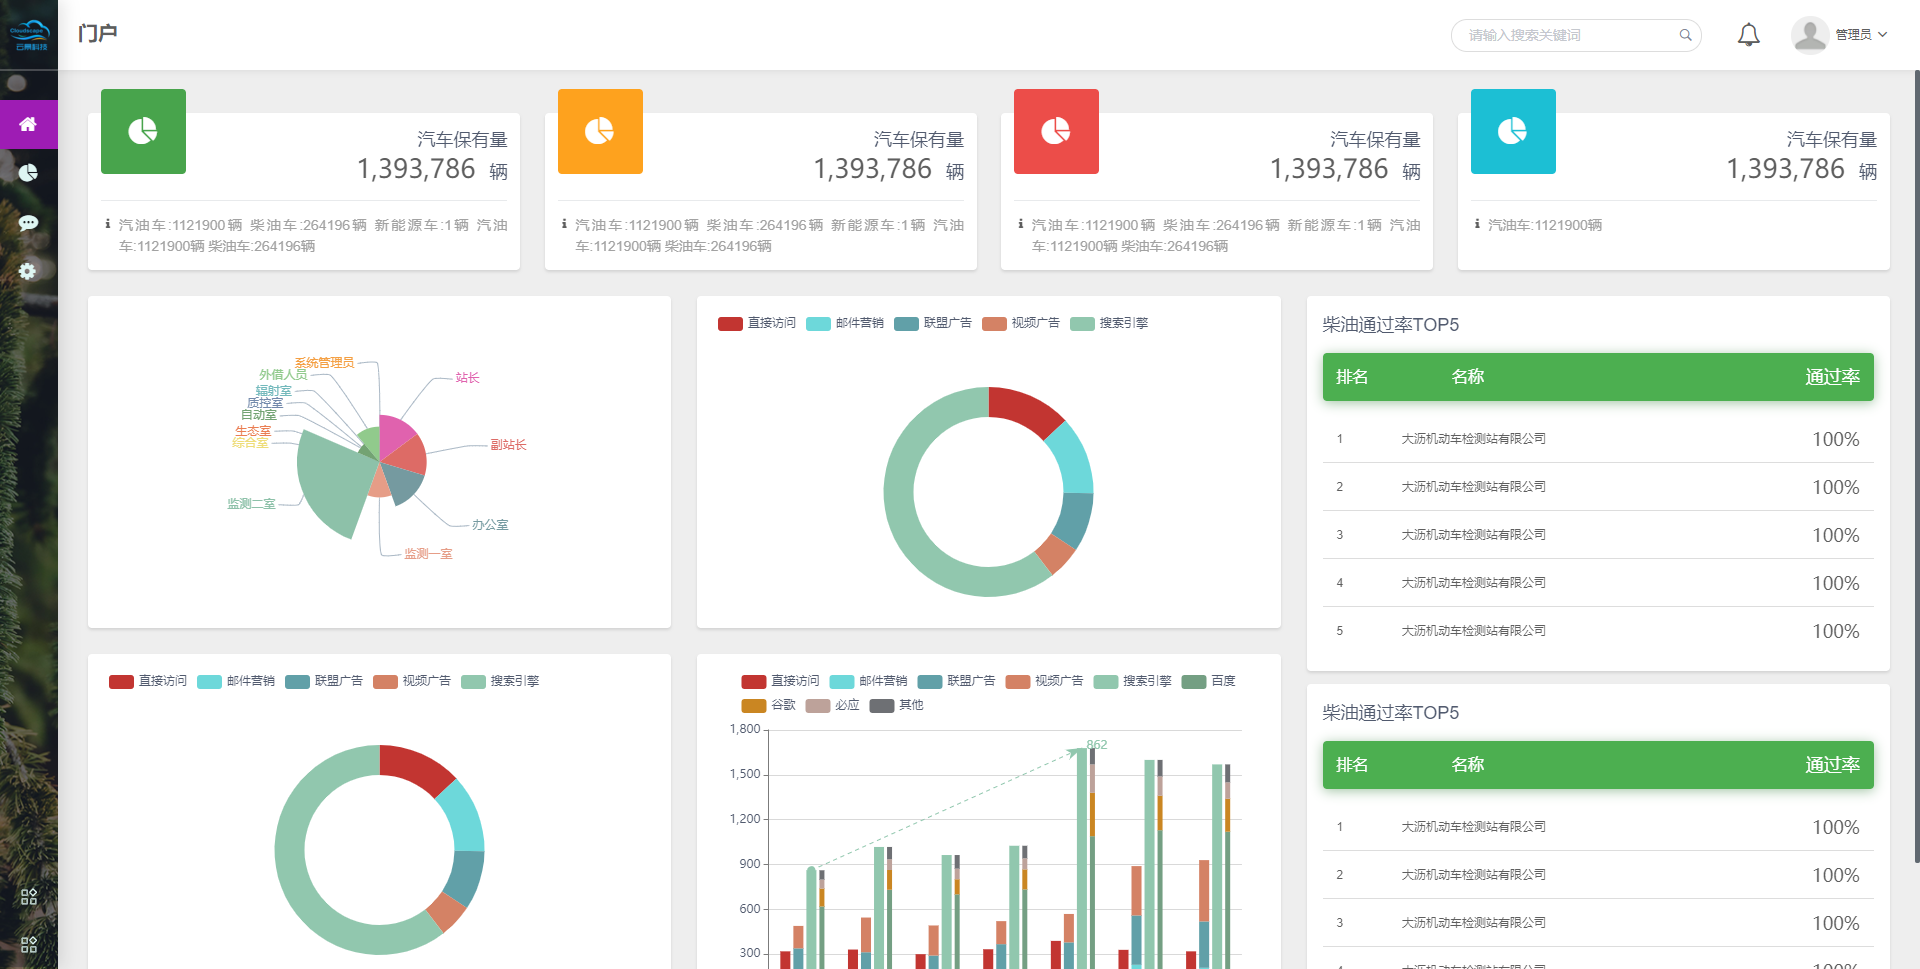 Cloudscape
云景科技
门户
请输入搜索关键词
管理员
汽车保有量
1,393,786 辆
汽油车:1121900辆 柴油车:264196辆 新能源车:1辆 汽油
车:1121900辆 柴油车:264196辆
汽车保有量
1,393,786 辆
汽油车:1121900辆 柴油车:264196辆 新能源车:1辆 汽油
车:1121900辆 柴油车:264196辆
汽车保有量
1,393,786 辆
汽油车:1121900辆 柴油车:264196辆 新能源车:1辆 汽油
车:1121900辆 柴油车:264196辆
汽车保有量
1,393,786 辆
汽油车:1121900辆
系统管理员
外借人员
辐射室
质控室
自动室
生态室
综合室
监测二室
站长
副站长
办公室
监测一室
直接访问 邮件营销 联盟广告 视频广告 搜索引擎
柴油通过率TOP5
排名 名称 通过率
1 大沥机动车检测站有限公司 100%
2 大沥机动车检测站有限公司 100%
3 大沥机动车检测站有限公司 100%
4 大沥机动车检测站有限公司 100%
5 大沥机动车检测站有限公司 100%
直接访问 邮件营销 联盟广告 视频广告 搜索引擎
直接访问 邮件营销 联盟广告 视频广告 搜索引擎 百度
谷歌 必应 其他
1,800
1,500
1,200
900
600
300
862
柴油通过率TOP5
排名 名称 通过率
1 大沥机动车检测站有限公司 100%
2 大沥机动车检测站有限公司 100%
3 大沥机动车检测站有限公司 100%